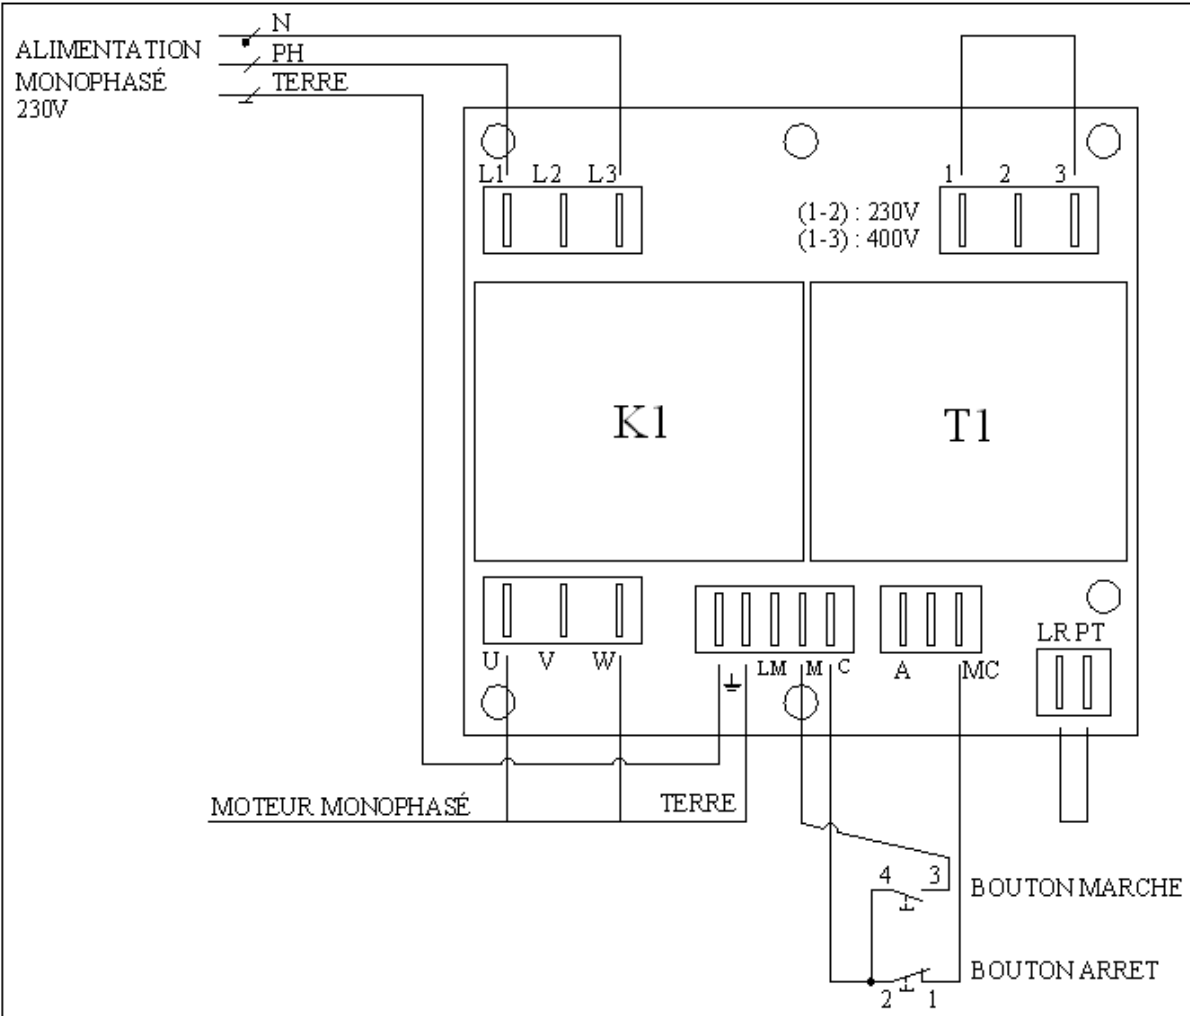 N
ALIMENTATION
PH
MONOPHASÉ
TERRE
230V
L1 L2 L3
1 2 3
(1-2) : 230V
(1-3) : 400V
K1
T1
U V W
LM M C
A MC
LR PT
MOTEUR MONOPHASÉ
TERRE
4 3
BOUTON MARCHE
BOUTON ARRET
2 1